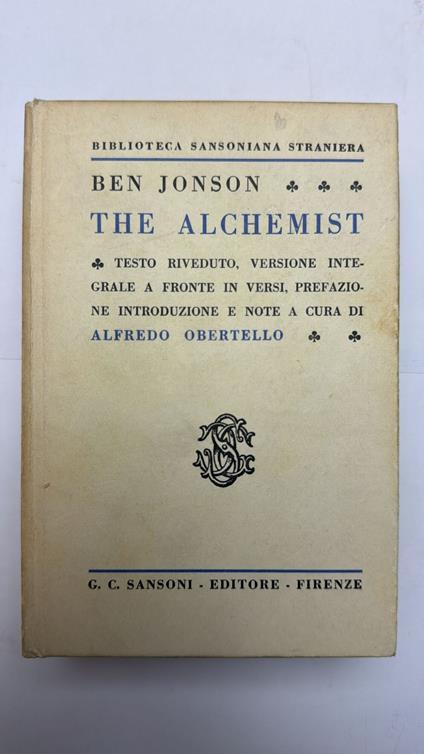 BIBLIOTECA SANSONIANA STRANIERA
BEN JONSON ♣ ♣ ♣
THE ALCHEMIST
♣ TESTO RIVEDUTO, VERSIONE INTE-
GRALE A FRONTE IN VERSI, PREFAZIO-
NE INTRODUZIONE E NOTE A CURA DI
ALFREDO OBERTELLO ♣ ♣
G. C. SANSONI - EDITORE - FIRENZE